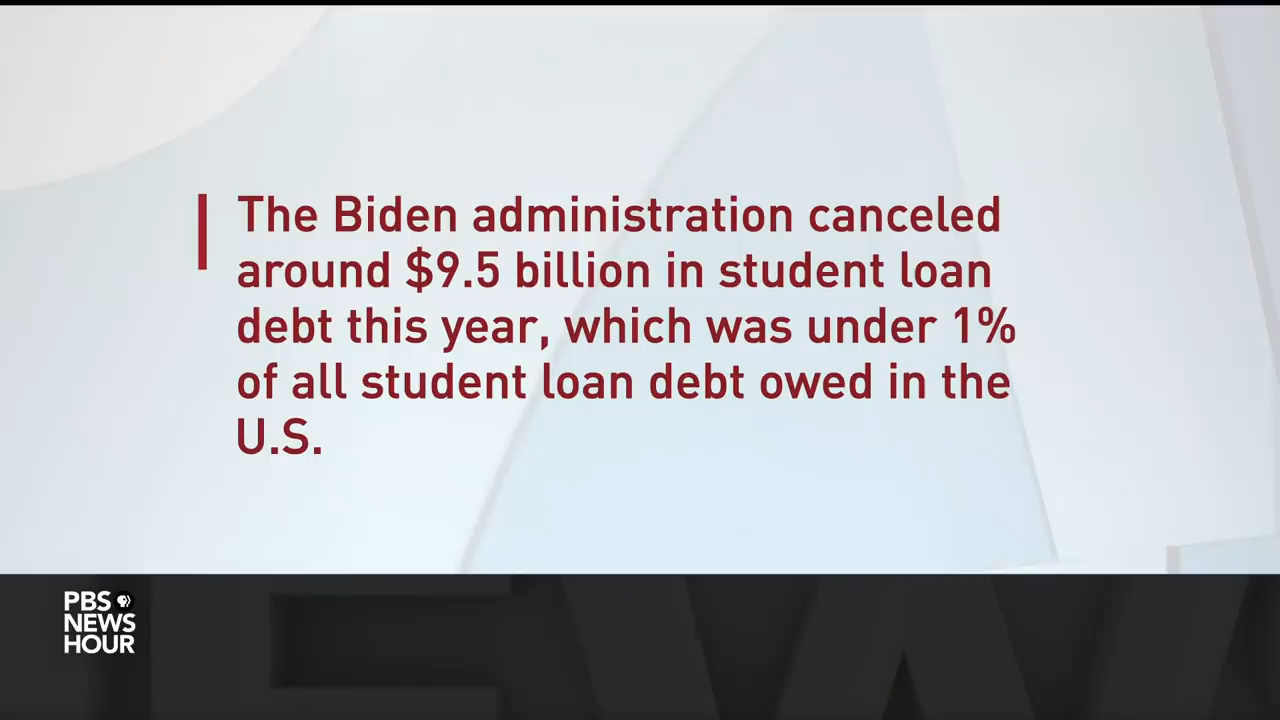 The Biden administration canceled
around $9.5 billion in student loan
debt this year, which was under 1%
of all student loan debt owed in the
U.S.
PBS
NEWS
HOUR